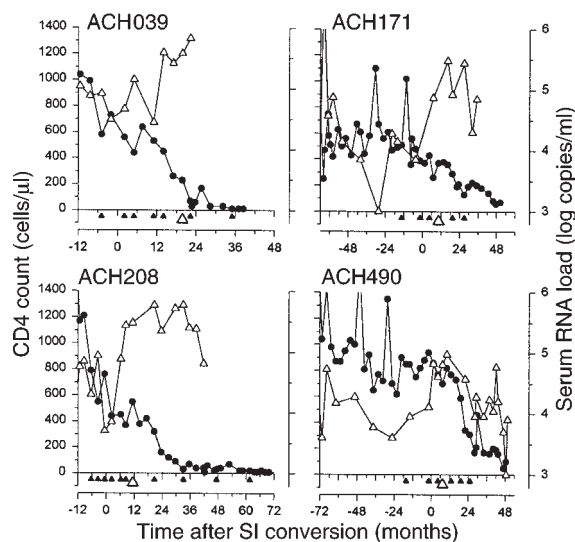 ACH039
ACH171
1400
1200
1000
800
600
400
200
0
6
5
4
3
-12 0 12 24 36 48
-48 -24 0 24 48
ACH208
ACH490
1400
1200
1000
800
600
400
200
0
6
5
4
3
-12 0 12 24 36 48 60 72
-72 -48 -24 0 24 48
CD4 count (cells/µl)
Serum RNA load (log copies/ml)
Time after SI conversion (months)